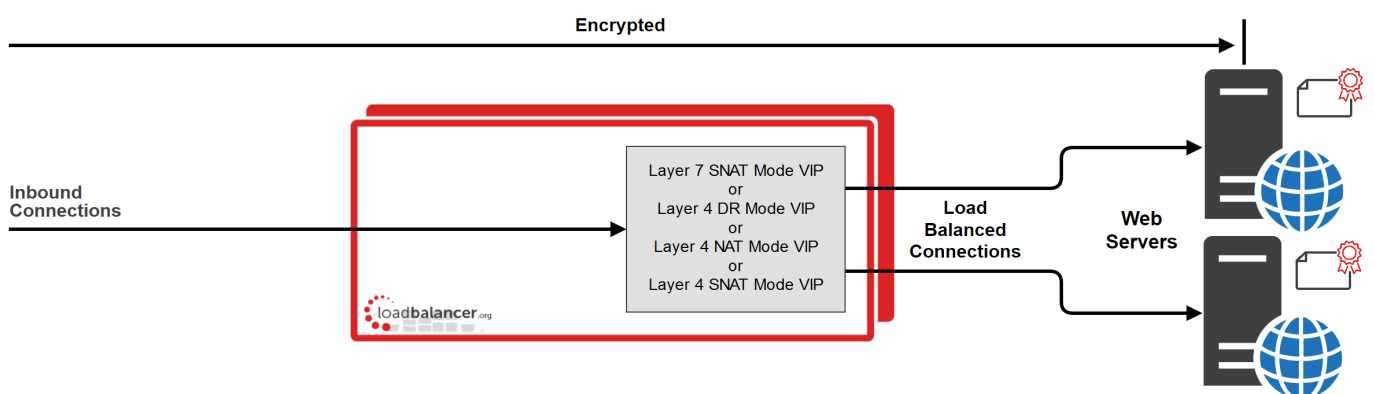 Encrypted
Inbound
Connections
Layer 7 SNAT Mode VIP
or
Layer 4 DR Mode VIP
or
Layer 4 NAT Mode VIP
or
Layer 4 SNAT Mode VIP
loadbalancer.org
Load
Balanced
Connections
Web
Servers